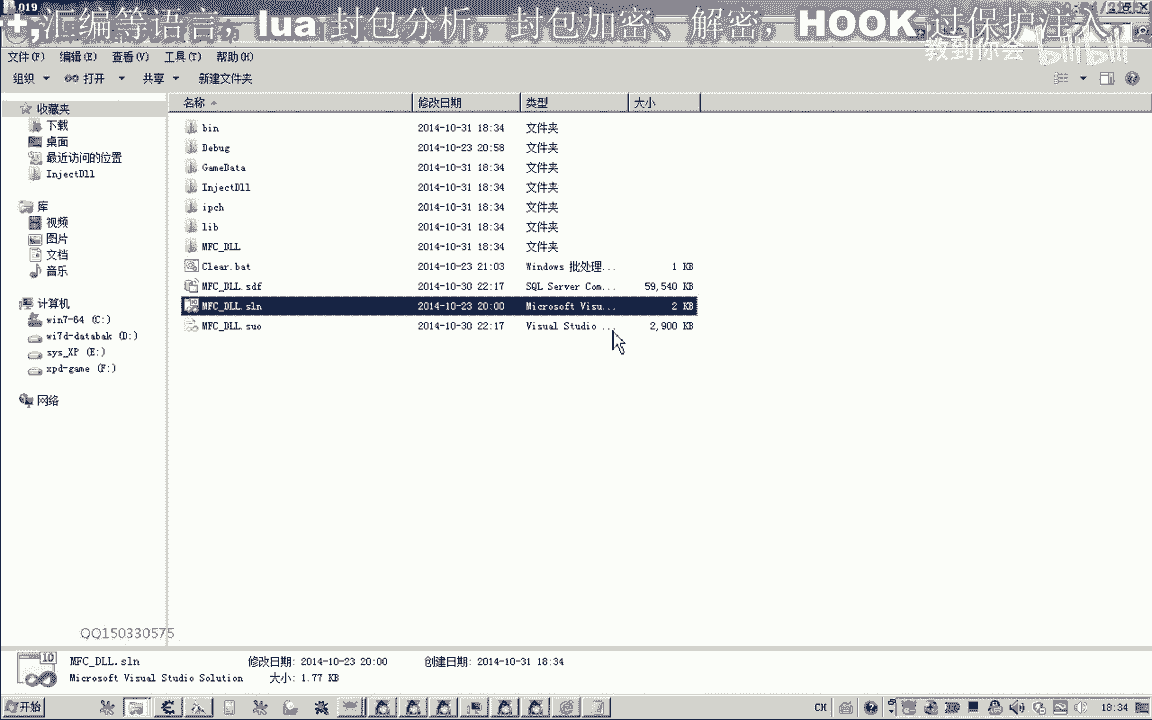 019
+,汇编等语言，lua 封包分析，封包加密、解密，HOOK 过保护注入，
教到你会 bilibili
文件(F) 编辑(E) 查看(V) 工具(T) 帮助(H)
组织 打开 共享 新建文件夹
名称 修改日期 类型 大小
收藏夹
下载
桌面
最近访问的位置
InjectDll
库
视频
图片
文档
音乐
计算机
win7-64 (C:)
wi7d-databak (D:)
sys_XP (E:)
xpd-game (F:)
网络
bin 2014-10-31 18:34 文件夹
Debug 2014-10-23 20:58 文件夹
GameData 2014-10-31 18:34 文件夹
InjectDll 2014-10-31 18:34 文件夹
ipch 2014-10-31 18:34 文件夹
lib 2014-10-31 18:34 文件夹
MFC_DLL 2014-10-31 18:34 文件夹
Clear.bat 2014-10-23 21:03 Windows 批处理... 1 KB
MFC_DLL.sdf 2014-10-30 22:17 SQL Server Com... 59,540 KB
MFC_DLL.sln 2014-10-23 20:00 Microsoft Visu... 2 KB
MFC_DLL.suo 2014-10-30 22:17 Visual Studio ... 2,900 KB
QQ150330575
MFC_DLL.sln 修改日期: 2014-10-23 20:00 创建日期: 2014-10-31 18:34
Microsoft Visual Studio Solution 大小: 1.77 KB
开始 CH 18:34